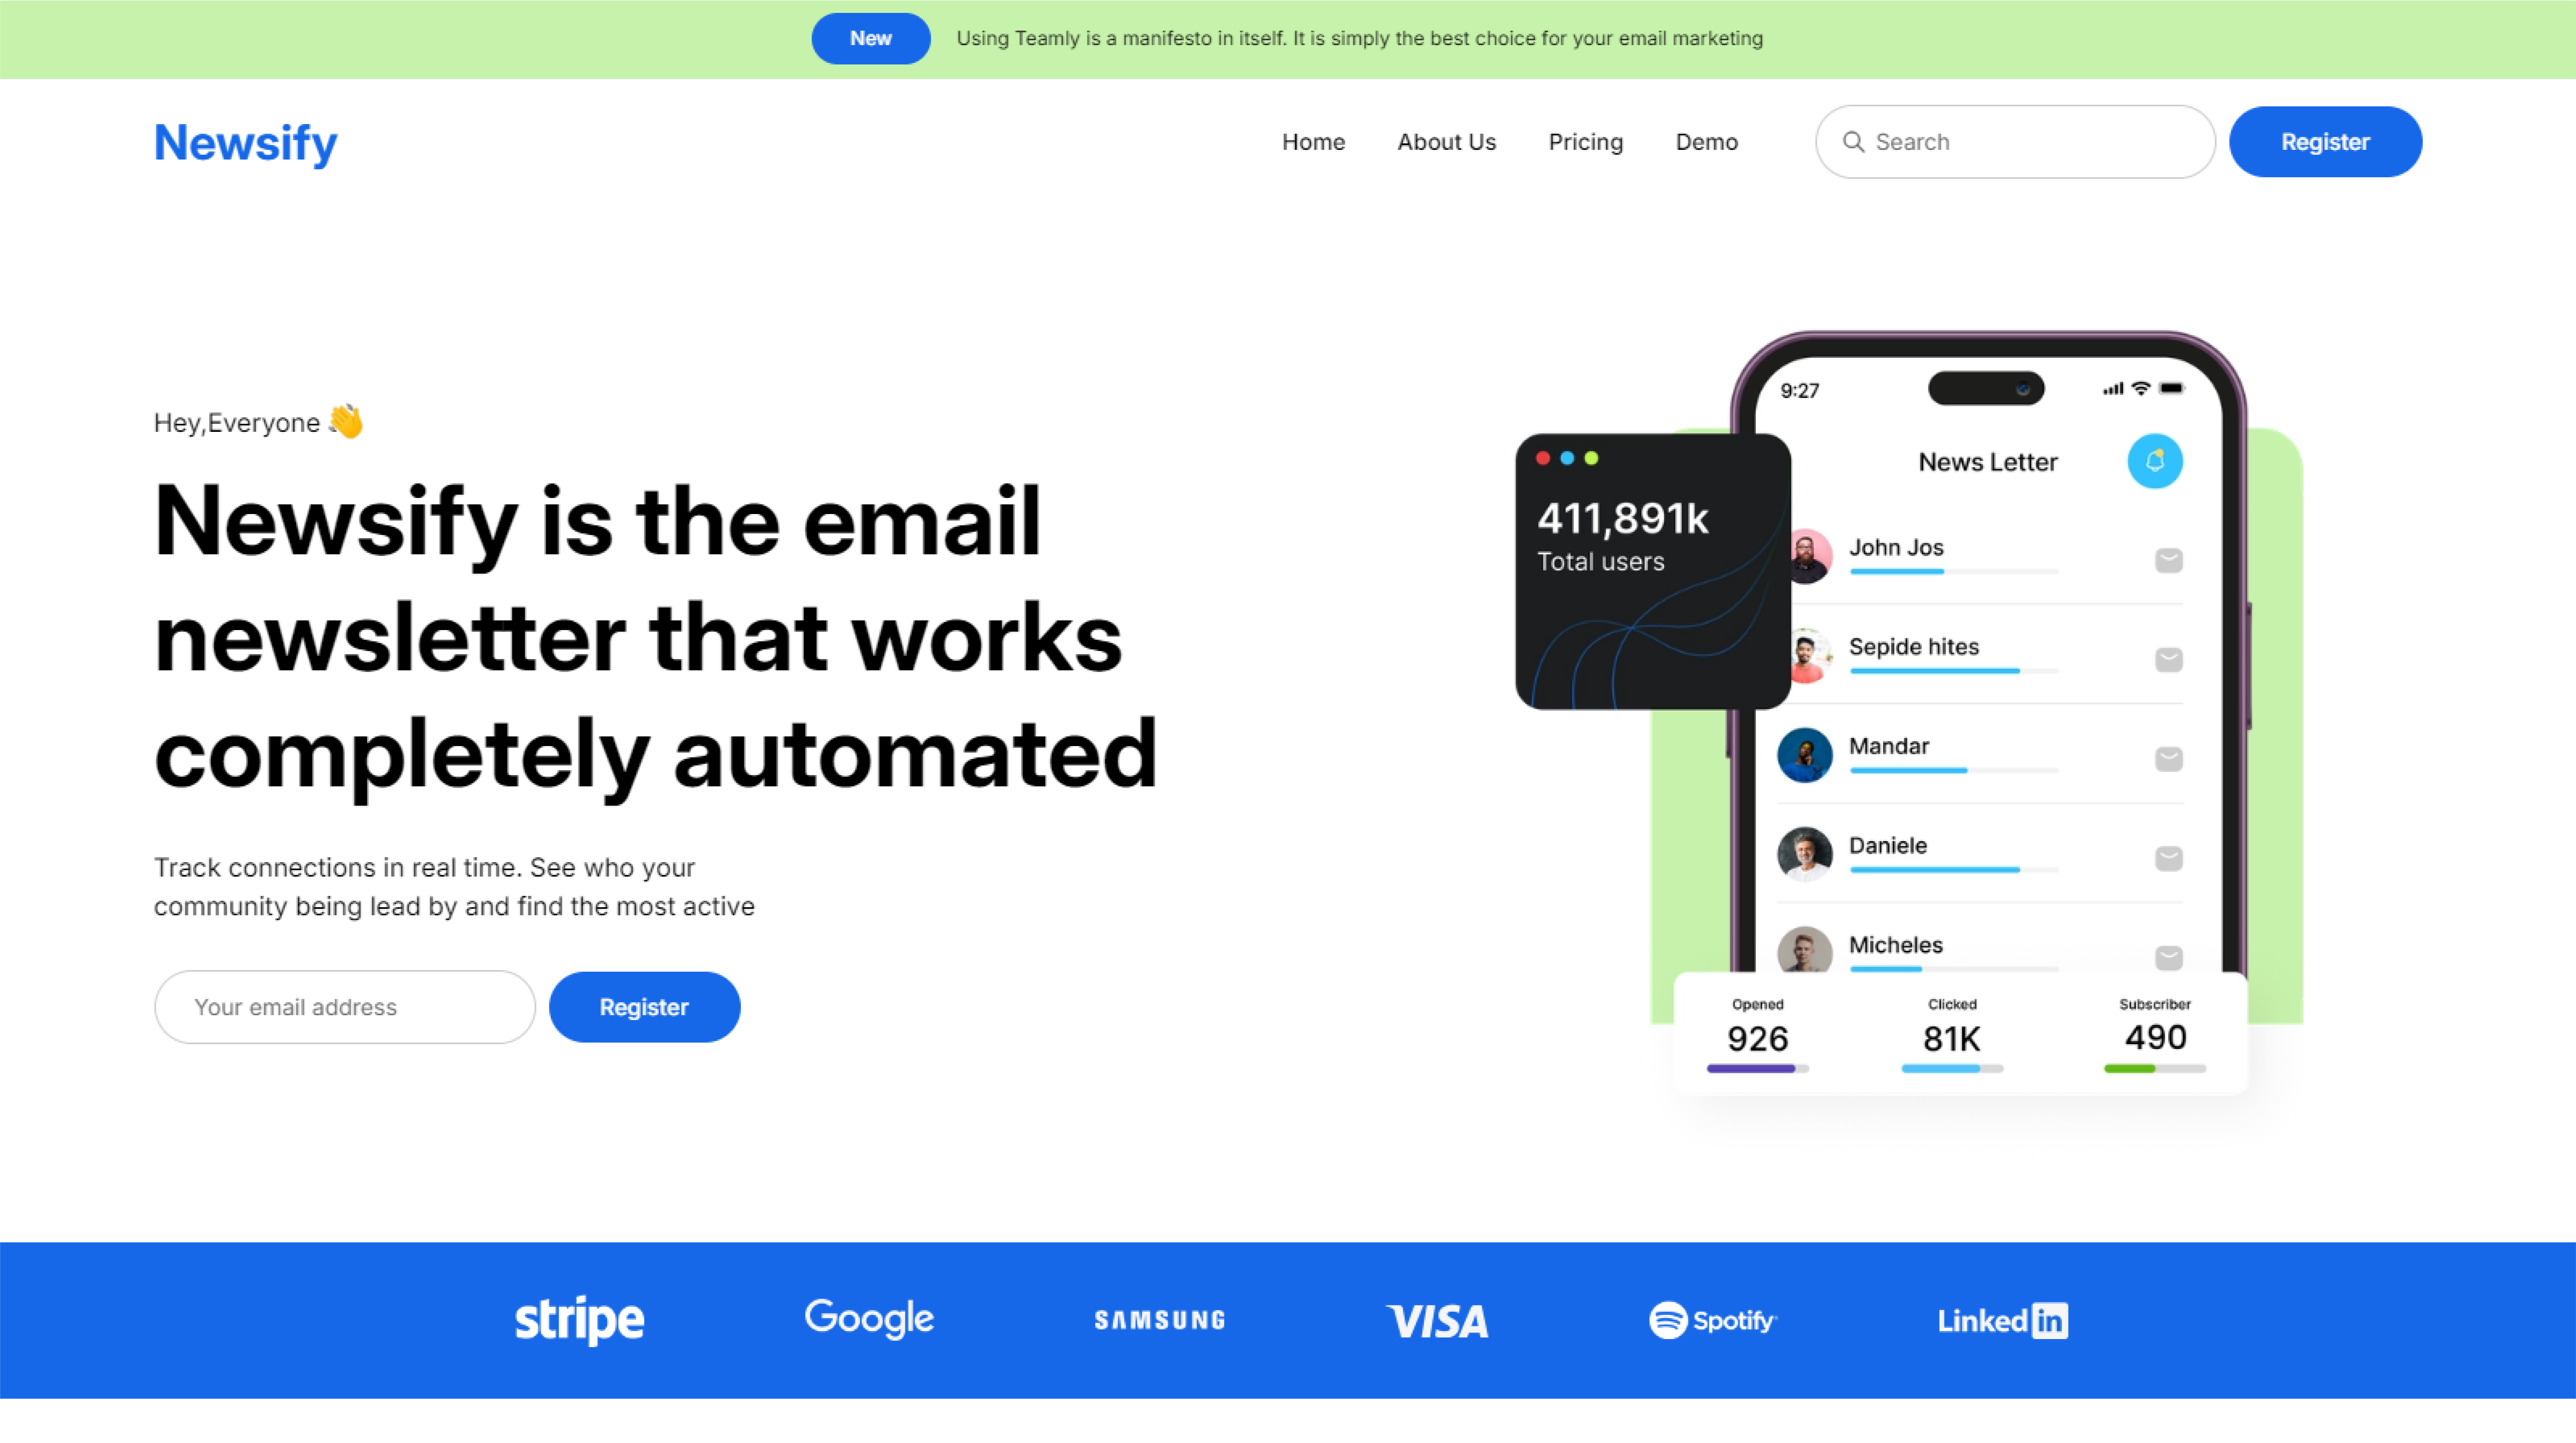 New
Using Teamly is a manifesto in itself. It is simply the best choice for your email marketing
Newsify
Home
About Us
Pricing
Demo
Search
Register
Hey,Everyone 👋
Newsify is the email
newsletter that works
completely automated
Track connections in real time. See who your
community being lead by and find the most active
Your email address
Register
9:27
News Letter
411,891k
Total users
John Jos
Sepide hites
Mandar
Daniele
Micheles
Opened
926
Clicked
81K
Subscriber
490
stripe
Google
SAMSUNG
VISA
Spotify
Linked in